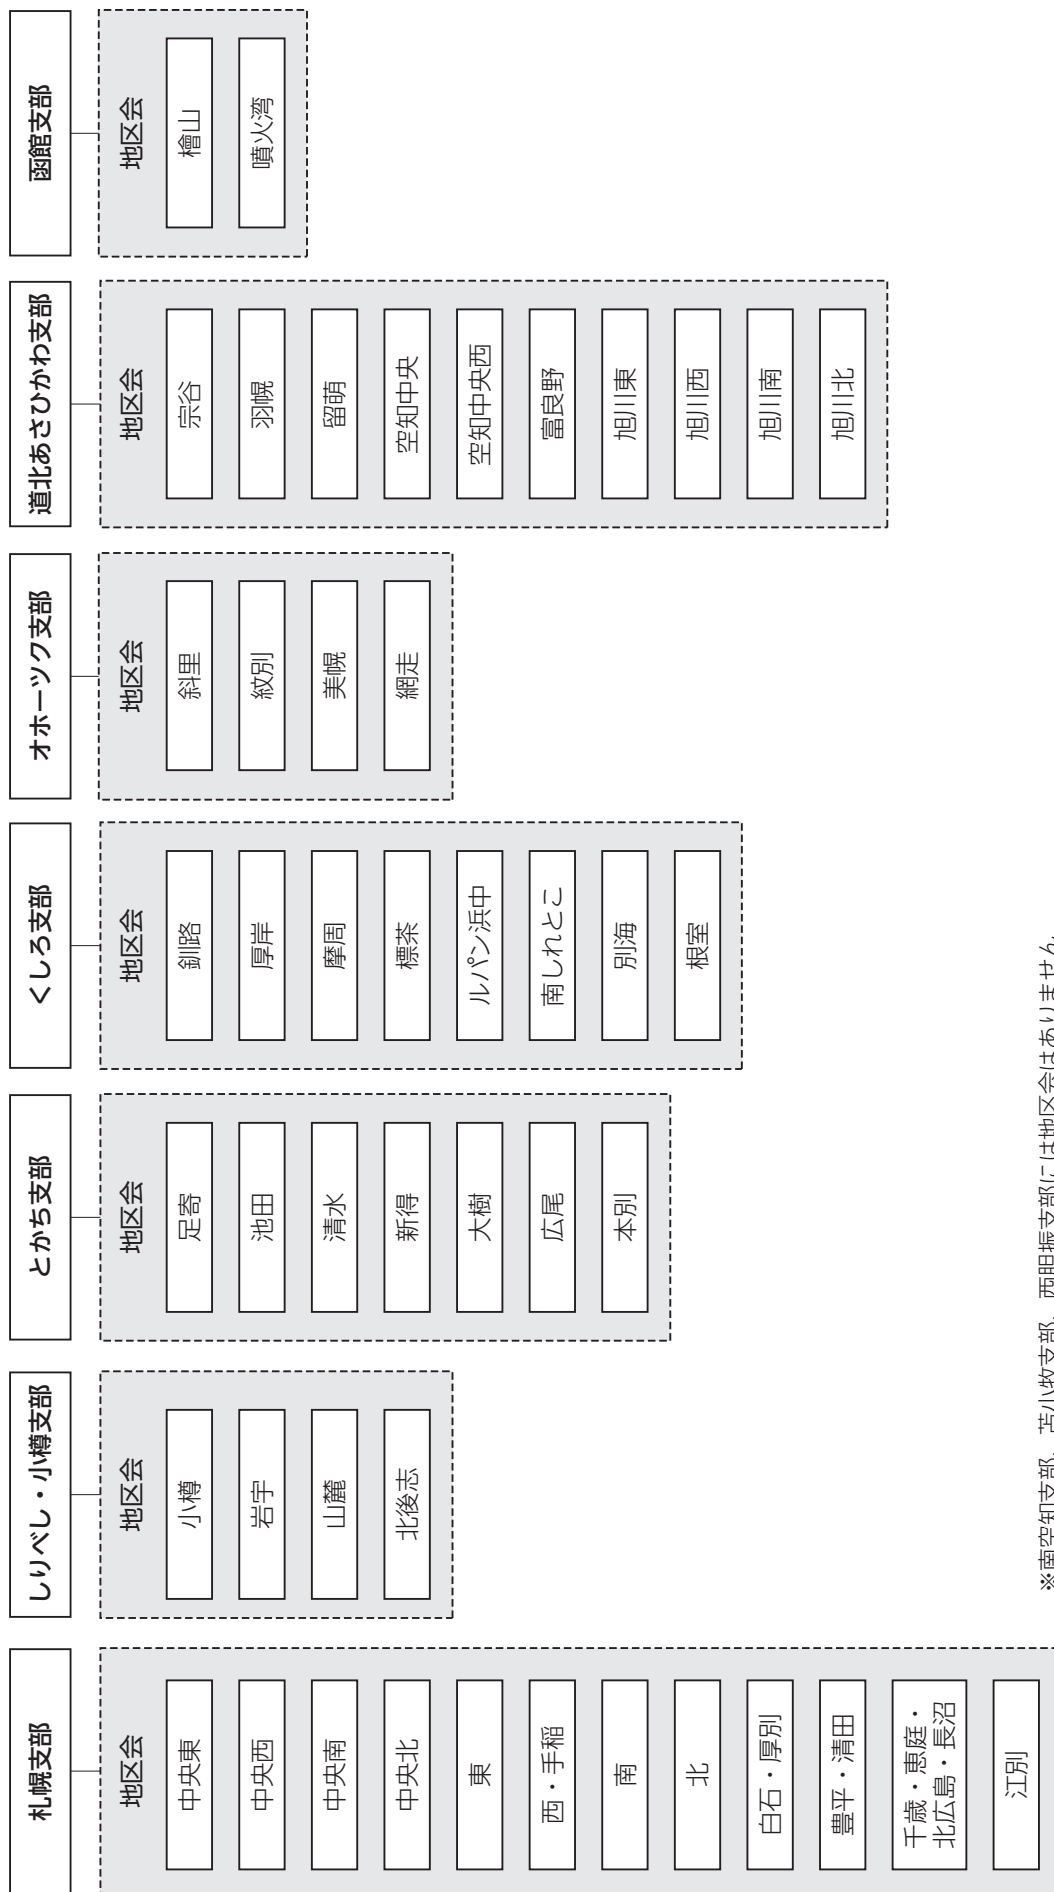 札幌支部
地区会
中央東
中央西
中央南
中央北
東
西・手稲
南
北
白石・厚別
豊平・清田
千歳・恵庭・
北広島・長沼
江別
しりべし・小樽支部
地区会
小樽
岩宇
山麓
北後志
とかち支部
地区会
足寄
池田
清水
新得
大樹
広尾
本別
くしろ支部
地区会
釧路
厚岸
摩周
標茶
ルパン浜中
南しれとこ
別海
根室
オホーツク支部
地区会
斜里
紋別
美幌
網走
道北あさひかわ支部
地区会
宗谷
羽幌
留萌
空知中央
空知中央西
富良野
旭川東
旭川西
旭川南
旭川北
函館支部
地区会
檜山
噴火湾
※南空知支部、苫小牧支部、西胆振支部には地区会はありません。